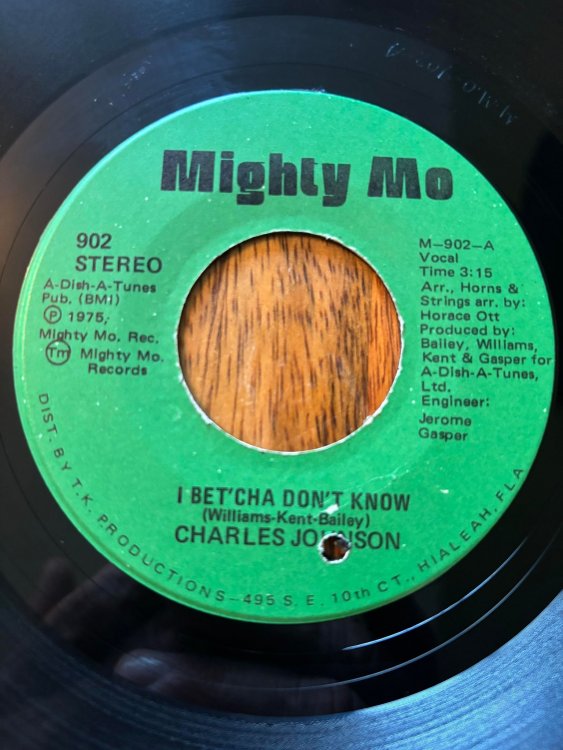 Mighty Mo
902
STEREO
A-Dish-A-Tunes
Pub. (BMI)
Ⓟ 1975,
Mighty Mo. Rec.
Tm Mighty Mo.
Records
M-902-A
Vocal
Time 3:15
Arr., Horns &
Strings arr. by:
Horace Ott
Produced by:
Bailey, Williams,
Kent & Gasper for
A-Dish-A-Tunes,
Ltd.
Engineer:
Jerome
Gasper
I BET'CHA DON'T KNOW
(Williams-Kent-Bailey)
CHARLES JOHNSON
DIST. BY T.K. PRODUCTIONS-495 S. E. 10th CT., HIALEAH, FLA